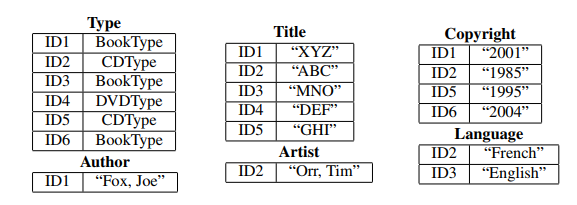 Type
ID1 BookType
ID2 CDType
ID3 BookType
ID4 DVDType
ID5 CDType
ID6 BookType
Author
ID1 “Fox, Joe”
Title
ID1 “XYZ”
ID2 “ABC”
ID3 “MNO”
ID4 “DEF”
ID5 “GHI”
Artist
ID2 “Orr, Tim”
Copyright
ID1 “2001”
ID2 “1985”
ID5 “1995”
ID6 “2004”
Language
ID2 “French”
ID3 “English”